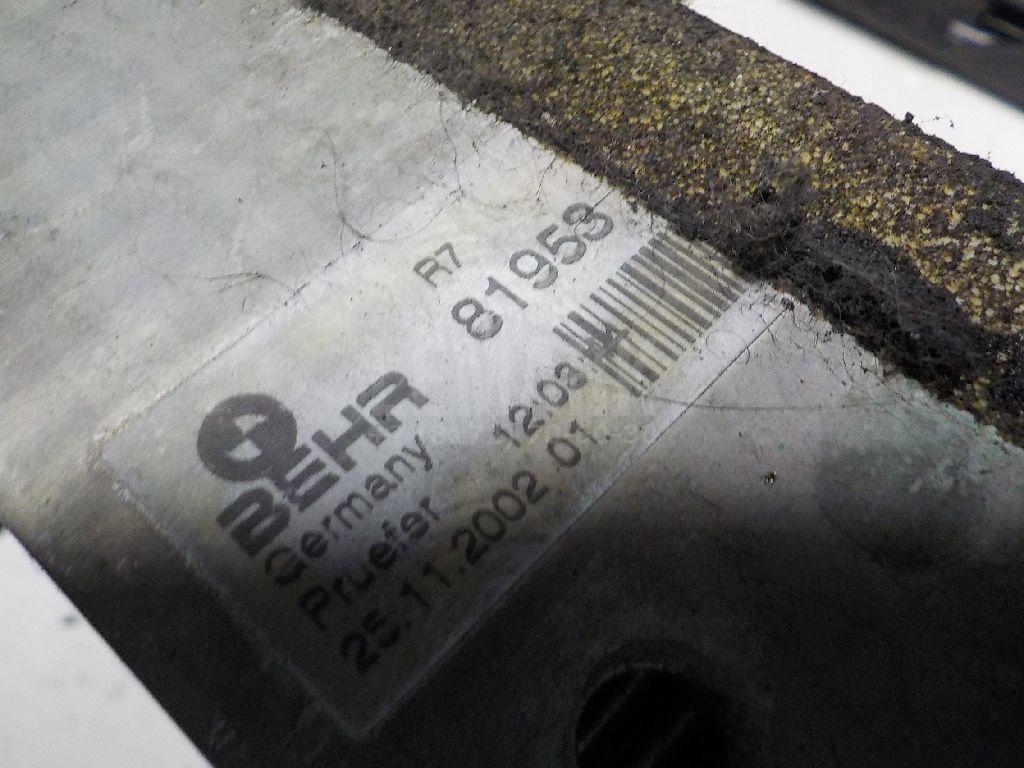 R7
81953
BEHR
Germany
Pruefer 12:03
25.11.2002 01